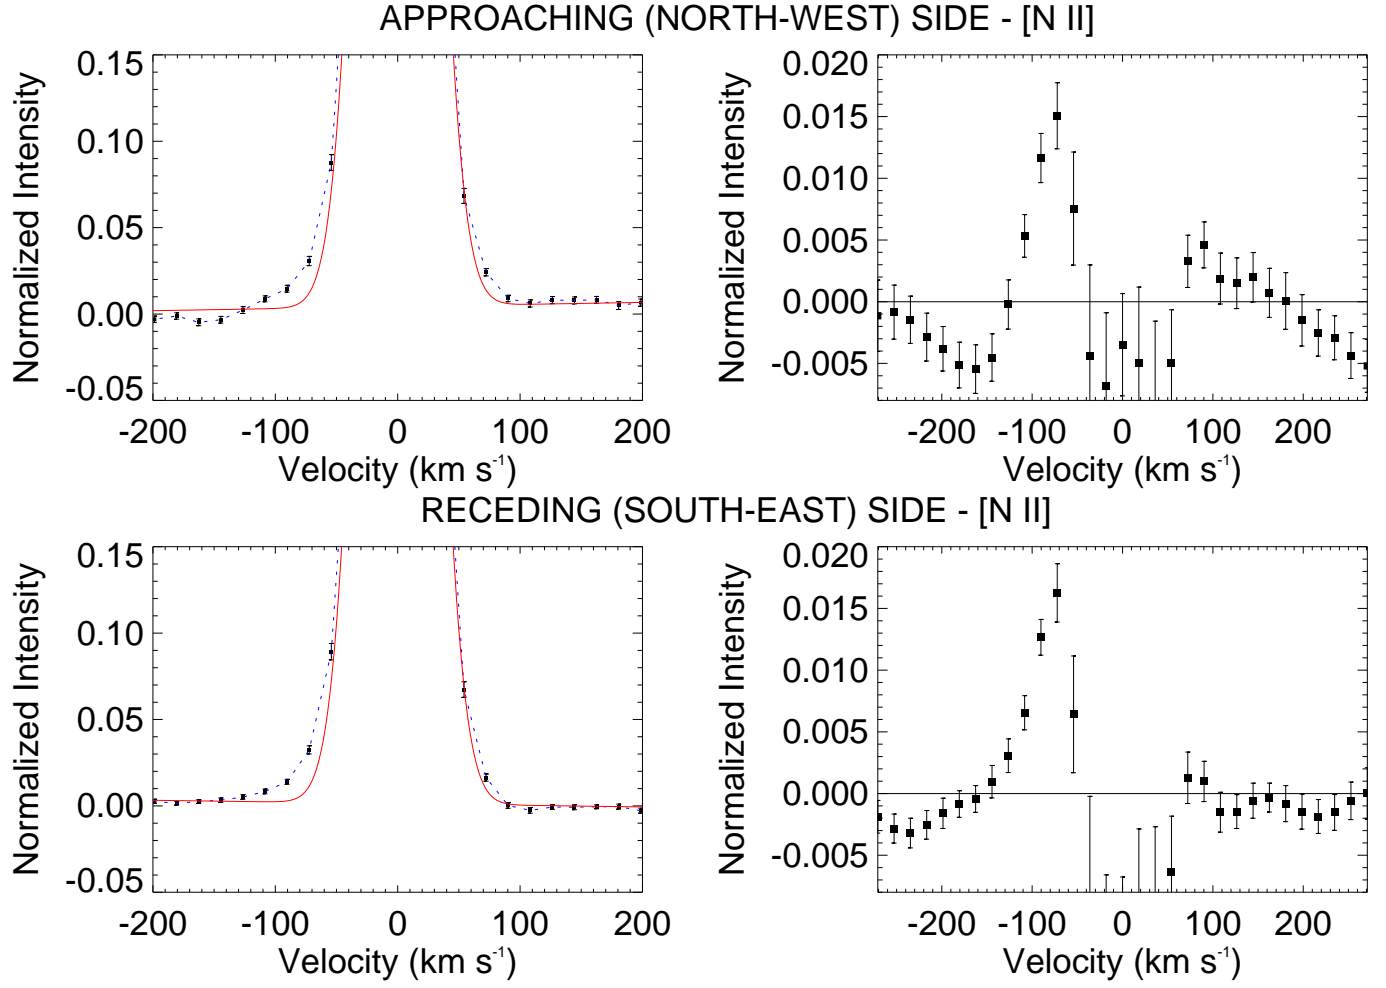 APPROACHING (NORTH-WEST) SIDE - [N II]
Normalized Intensity
0.15
0.10
0.05
0.00
-0.05
-200 -100 0 100 200
Velocity (km s⁻¹)
Normalized Intensity
0.020
0.015
0.010
0.005
0.000
-0.005
-200 -100 0 100 200
Velocity (km s⁻¹)
RECEDING (SOUTH-EAST) SIDE - [N II]
Normalized Intensity
0.15
0.10
0.05
0.00
-0.05
-200 -100 0 100 200
Velocity (km s⁻¹)
Normalized Intensity
0.020
0.015
0.010
0.005
0.000
-0.005
-200 -100 0 100 200
Velocity (km s⁻¹)